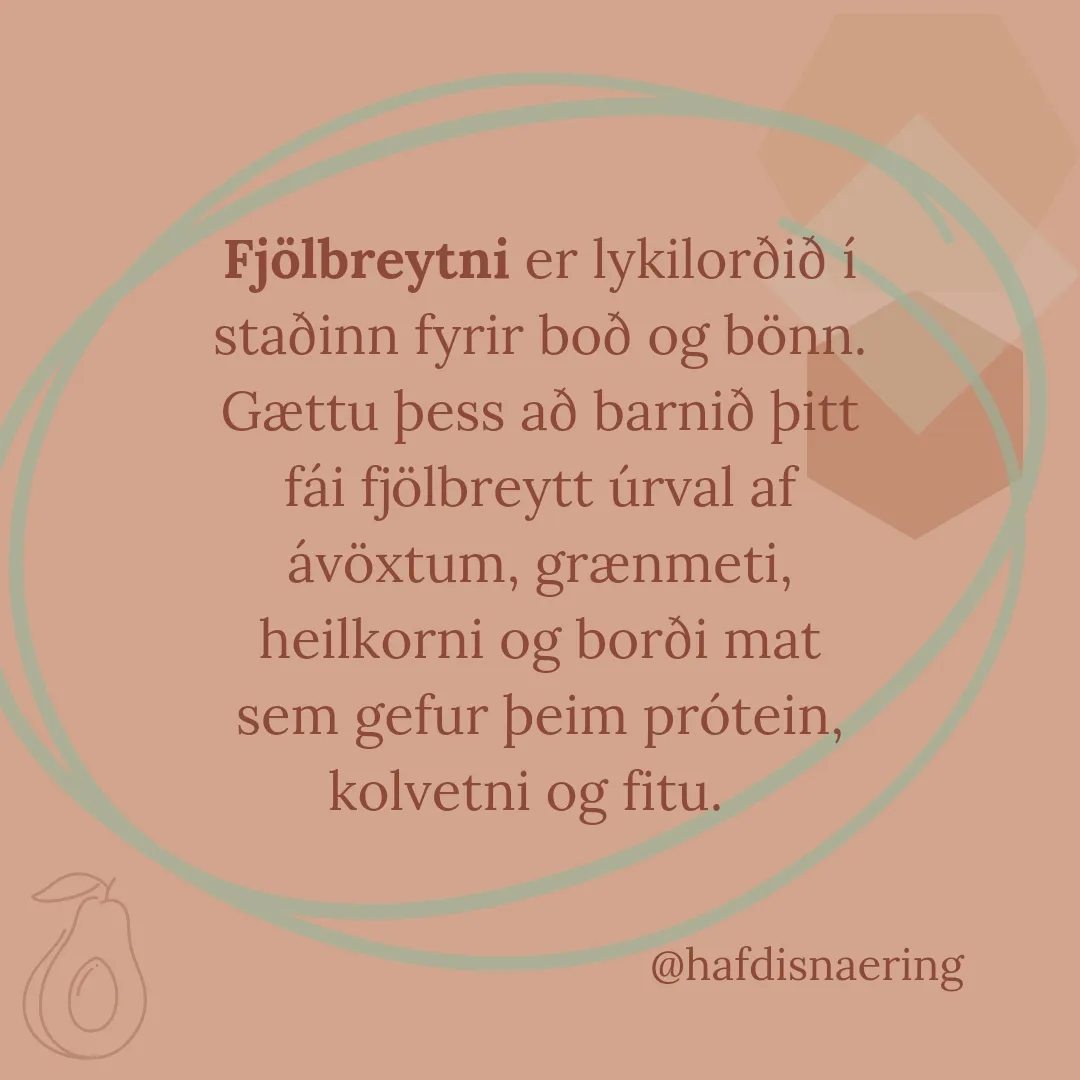 Fjölbreytni er lykilorðið í
staðinn fyrir boð og bönn.
Gættu þess að barnið þitt
fái fjölbreytt úrval af
ávöxtum, grænmeti,
heilkorni og borði mat
sem gefur þeim prótein,
kolvetni og fitu.
@hafdisnaering